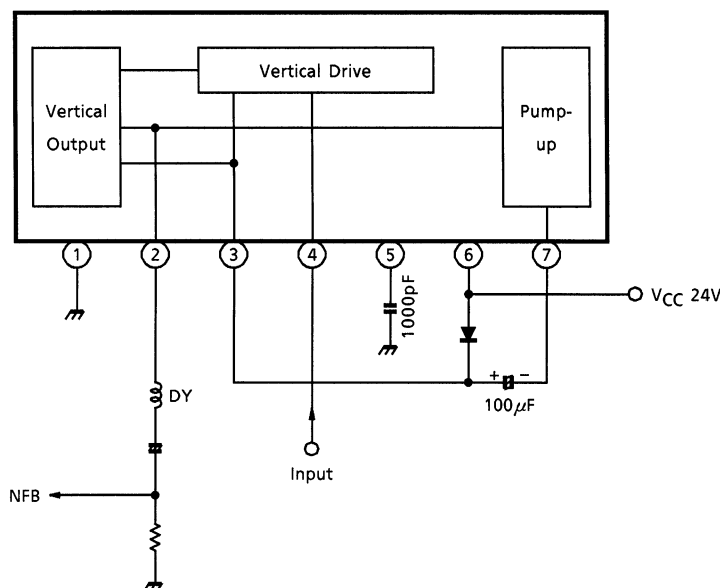 Vertical Drive
Vertical
Output
Pump-
up
1 2 3 4 5 6 7
1000pF
VCC 24V
+ −
100μF
DY
Input
NFB